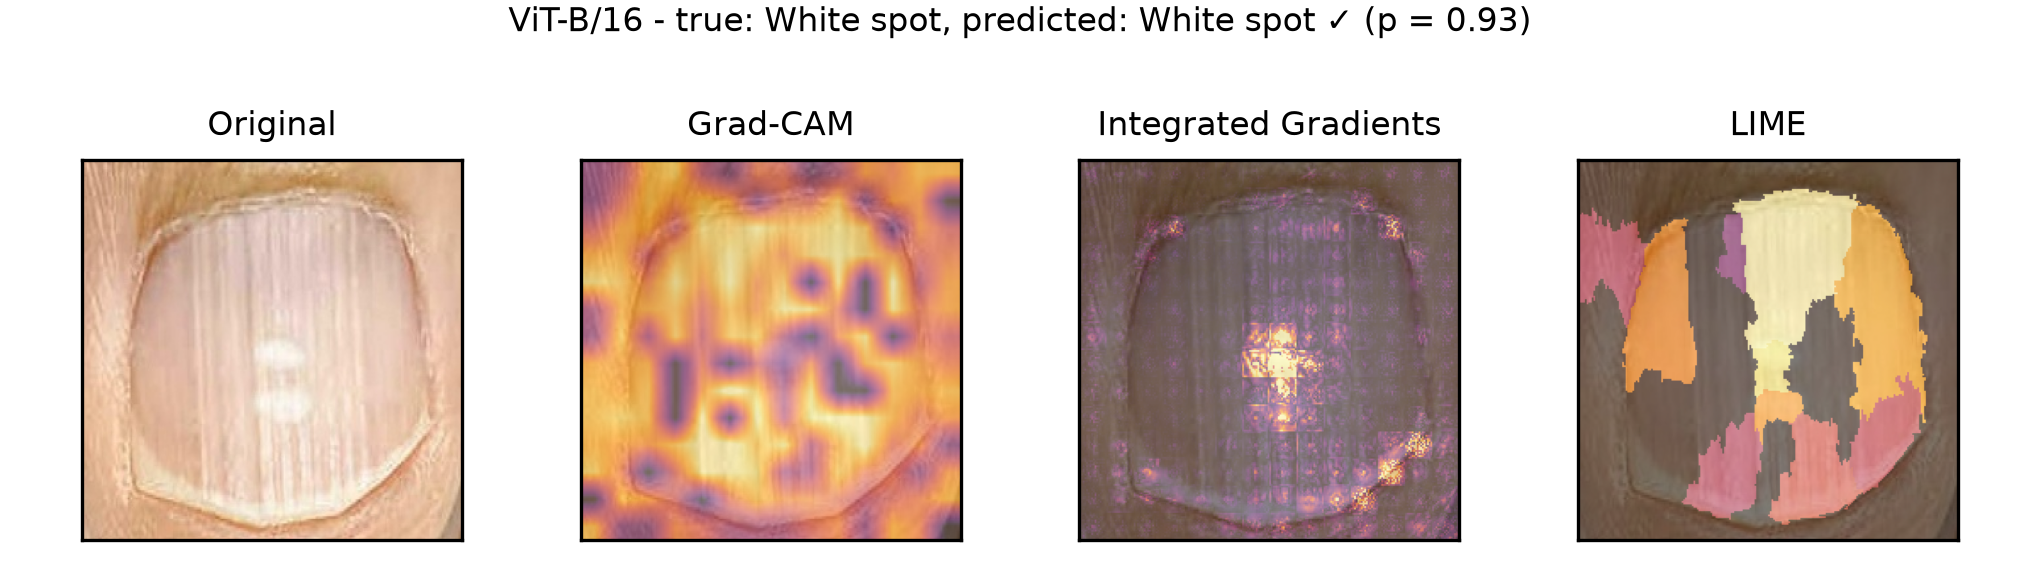 ViT-B/16 - true: White spot, predicted: White spot ✓ (p = 0.93)
Original
Grad-CAM
Integrated Gradients
LIME